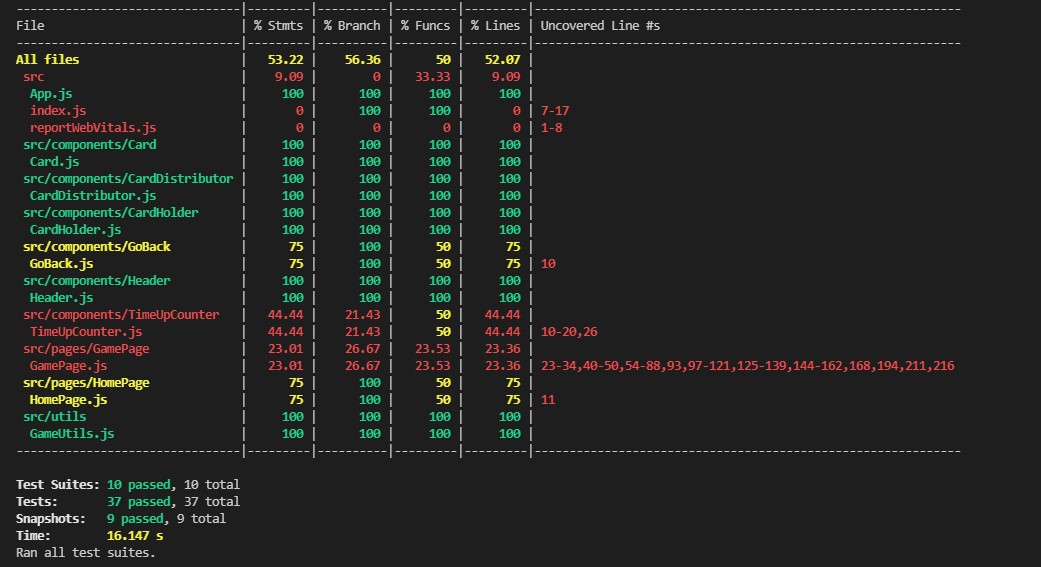 -------------------------------|---------|----------|---------|---------|-------------------------------------------------------------
File                           | % Stmts | % Branch | % Funcs | % Lines | Uncovered Line #s
-------------------------------|---------|----------|---------|---------|-------------------------------------------------------------
All files                      |   53.22 |    56.36 |      50 |   52.07 |
 src                           |    9.09 |        0 |   33.33 |    9.09 |
  App.js                       |     100 |      100 |     100 |     100 |
  index.js                     |       0 |      100 |     100 |       0 | 7-17
  reportWebVitals.js           |       0 |        0 |       0 |       0 | 1-8
 src/components/Card           |     100 |      100 |     100 |     100 |
  Card.js                      |     100 |      100 |     100 |     100 |
 src/components/CardDistributor |     100 |      100 |     100 |     100 |
  CardDistributor.js           |     100 |      100 |     100 |     100 |
 src/components/CardHolder     |     100 |      100 |     100 |     100 |
  CardHolder.js                |     100 |      100 |     100 |     100 |
 src/components/GoBack         |      75 |      100 |      50 |      75 |
  GoBack.js                    |      75 |      100 |      50 |      75 | 10
 src/components/Header         |     100 |      100 |     100 |     100 |
  Header.js                    |     100 |      100 |     100 |     100 |
 src/components/TimeUpCounter  |   44.44 |    21.43 |      50 |   44.44 |
  TimeUpCounter.js             |   44.44 |    21.43 |      50 |   44.44 | 10-20,26
 src/pages/GamePage            |   23.01 |    26.67 |   23.53 |   23.36 |
  GamePage.js                  |   23.01 |    26.67 |   23.53 |   23.36 | 23-34,40-50,54-88,93,97-121,125-139,144-162,168,194,211,216
 src/pages/HomePage            |      75 |      100 |      50 |      75 |
  HomePage.js                  |      75 |      100 |      50 |      75 | 11
 src/utils                     |     100 |      100 |     100 |     100 |
  GameUtils.js                 |     100 |      100 |     100 |     100 |
-------------------------------|---------|----------|---------|---------|-------------------------------------------------------------
Test Suites: 10 passed, 10 total
Tests:       37 passed, 37 total
Snapshots:   9 passed, 9 total
Time:        16.147 s
Ran all test suites.